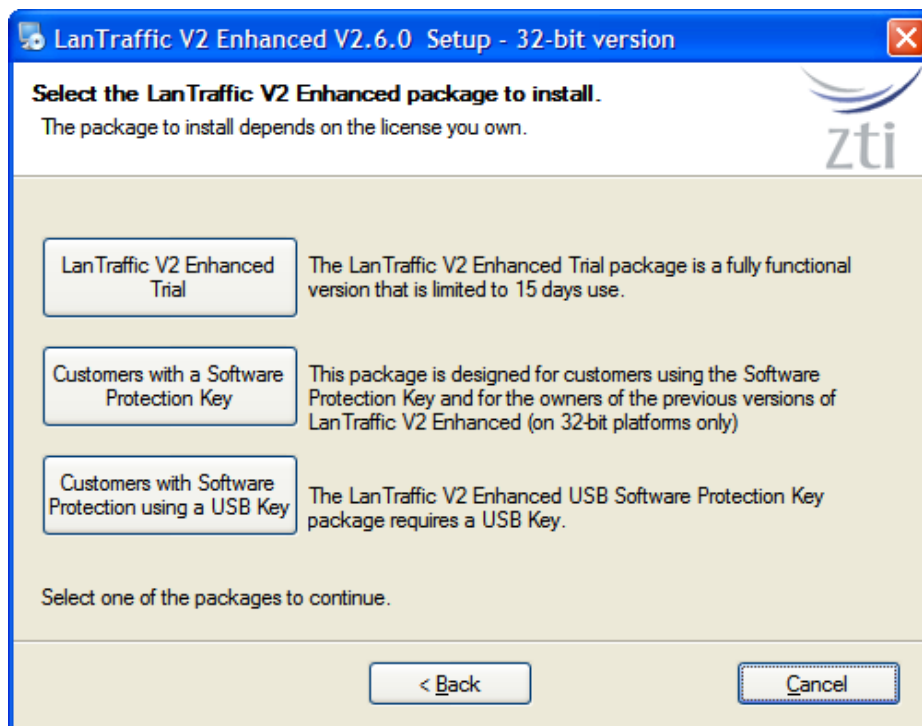 LanTraffic V2 Enhanced V2.6.0  Setup - 32-bit version
Select the LanTraffic V2 Enhanced package to install.
The package to install depends on the license you own.
zti
LanTraffic V2 Enhanced
Trial
The LanTraffic V2 Enhanced Trial package is a fully functional
version that is limited to 15 days use.
Customers with a Software
Protection Key
This package is designed for customers using the Software
Protection Key and for the owners of the previous versions of
LanTraffic V2 Enhanced (on 32-bit platforms only)
Customers with Software
Protection using a USB Key
The LanTraffic V2 Enhanced USB Software Protection Key
package requires a USB Key.
Select one of the packages to continue.
< Back
Cancel